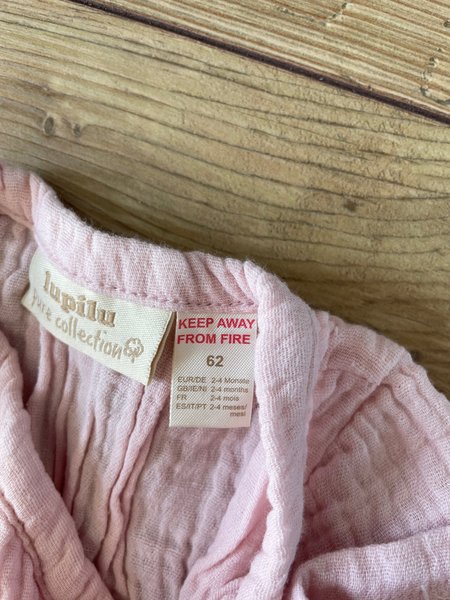 lupilu
pure collection
KEEP AWAY
FROM FIRE
62
EUR/DE 2-4 Monate
GB/IE/NI 2-4 months
FR 2-4 mois
ES/IT/PT 2-4 meses/
mesi